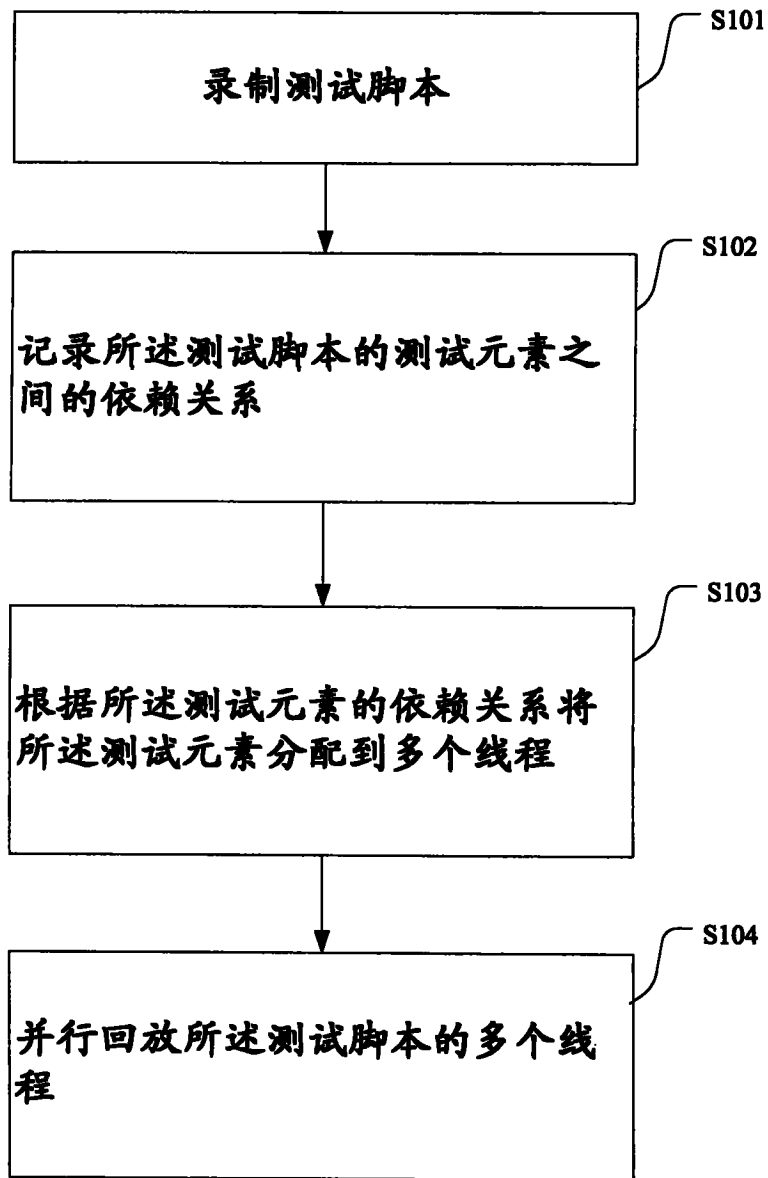 S101
录制测试脚本
S102
记录所述测试脚本的测试元素之
间的依赖关系
S103
根据所述测试元素的依赖关系将
所述测试元素分配到多个线程
S104
并行回放所述测试脚本的多个线
程